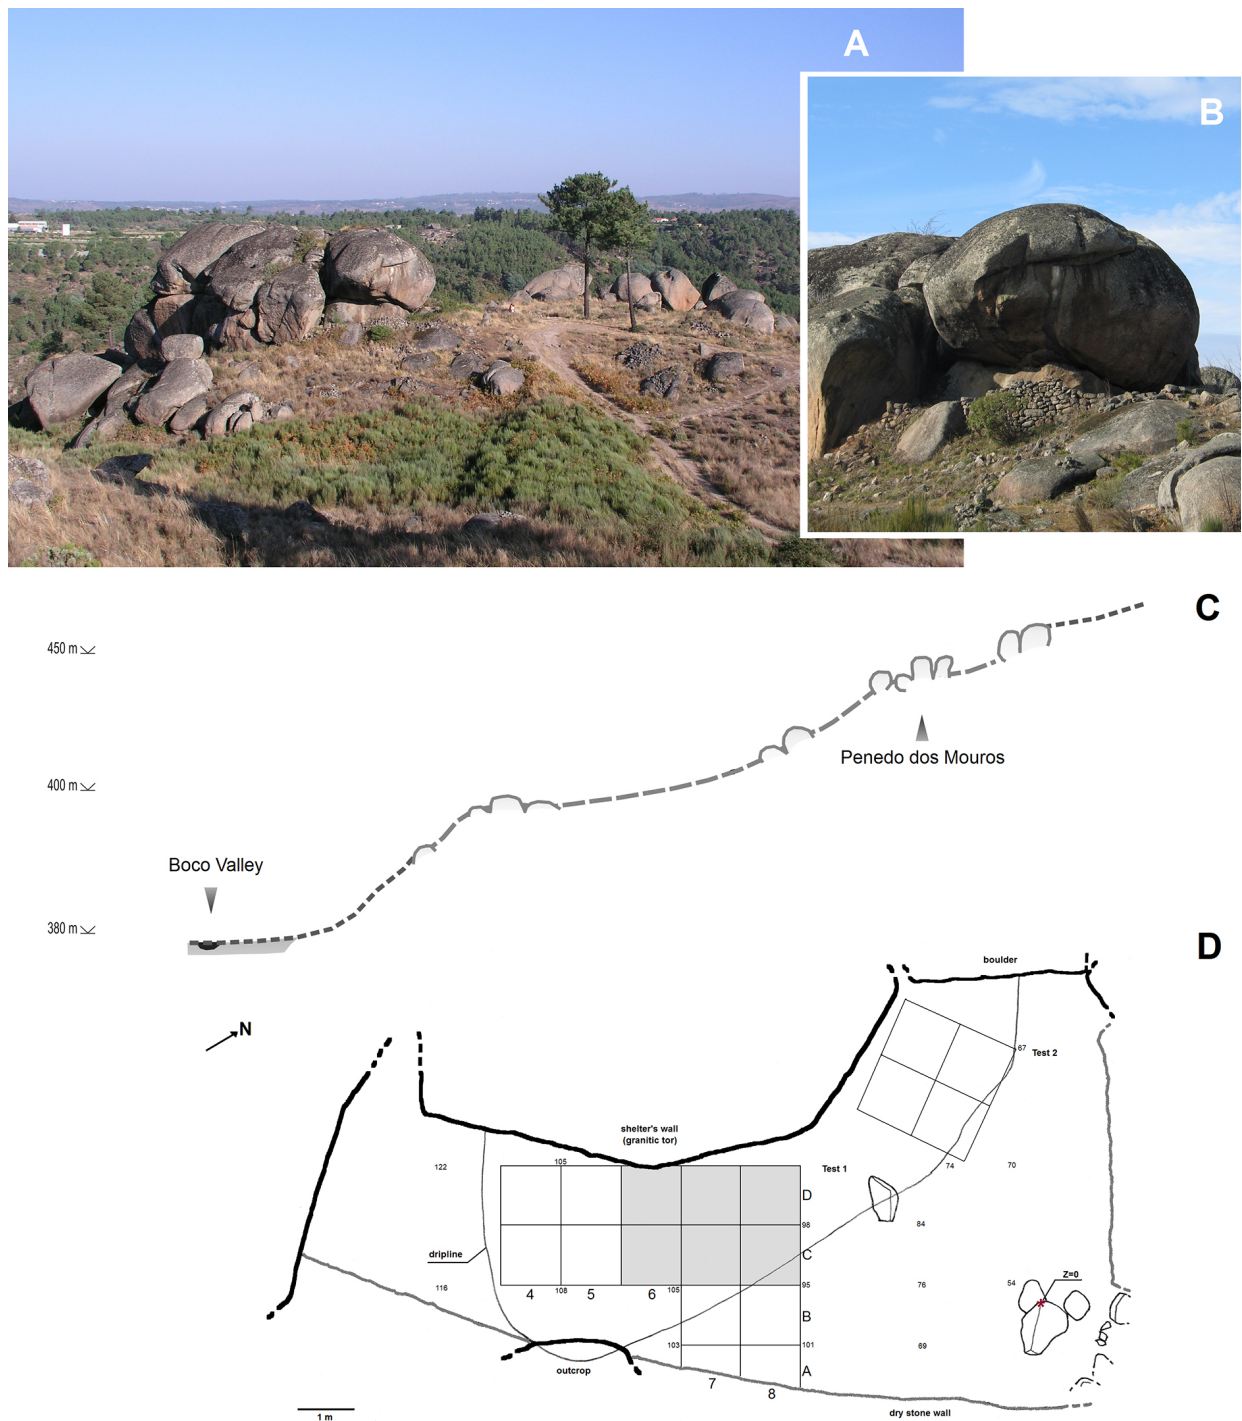 A
B
C
450 m
Penedo dos Mouros
400 m
Boco Valley
380 m
D
boulder
N
67
Test 2
shelter's wall
(granitic tor)
105
122
Test 1
74
70
D
98
84
dripline
C
116
4
108
5
6
105
95
76
54
Z=0
B
103
101
69
outcrop
A
7
8
1 m
dry stone wall